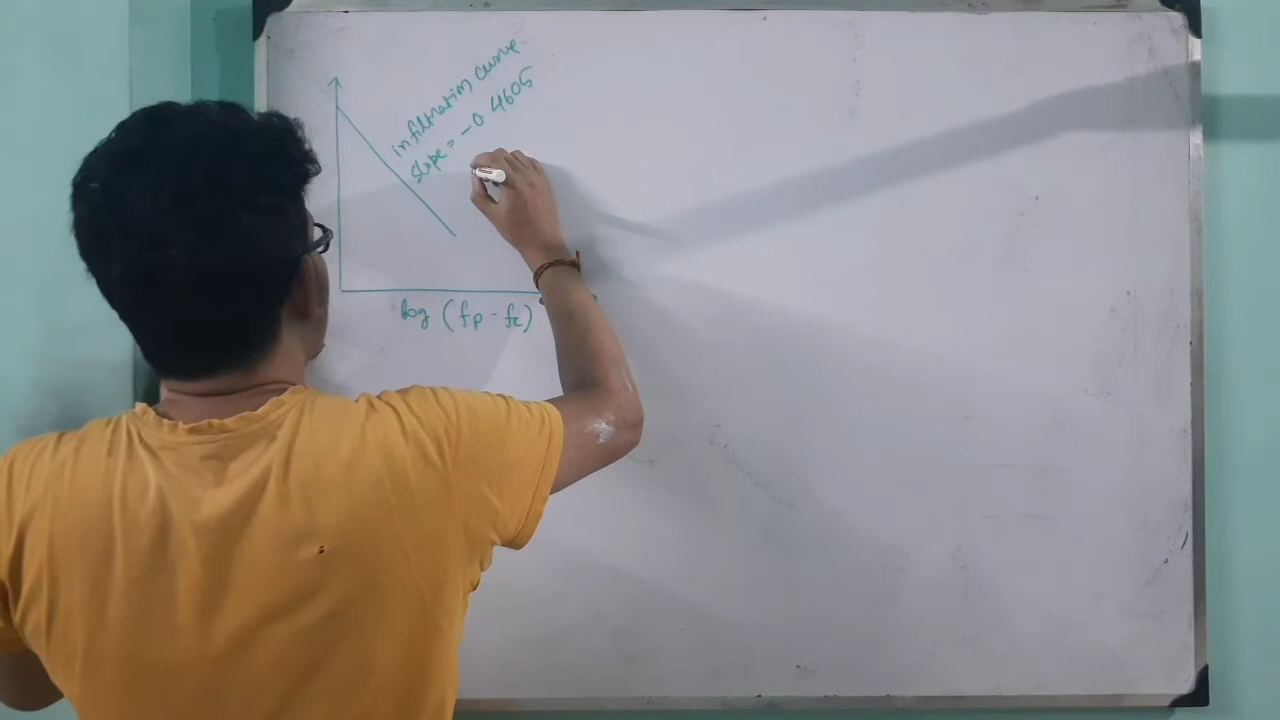 infiltration curve
slope = -0.4605
log (fp - fc)